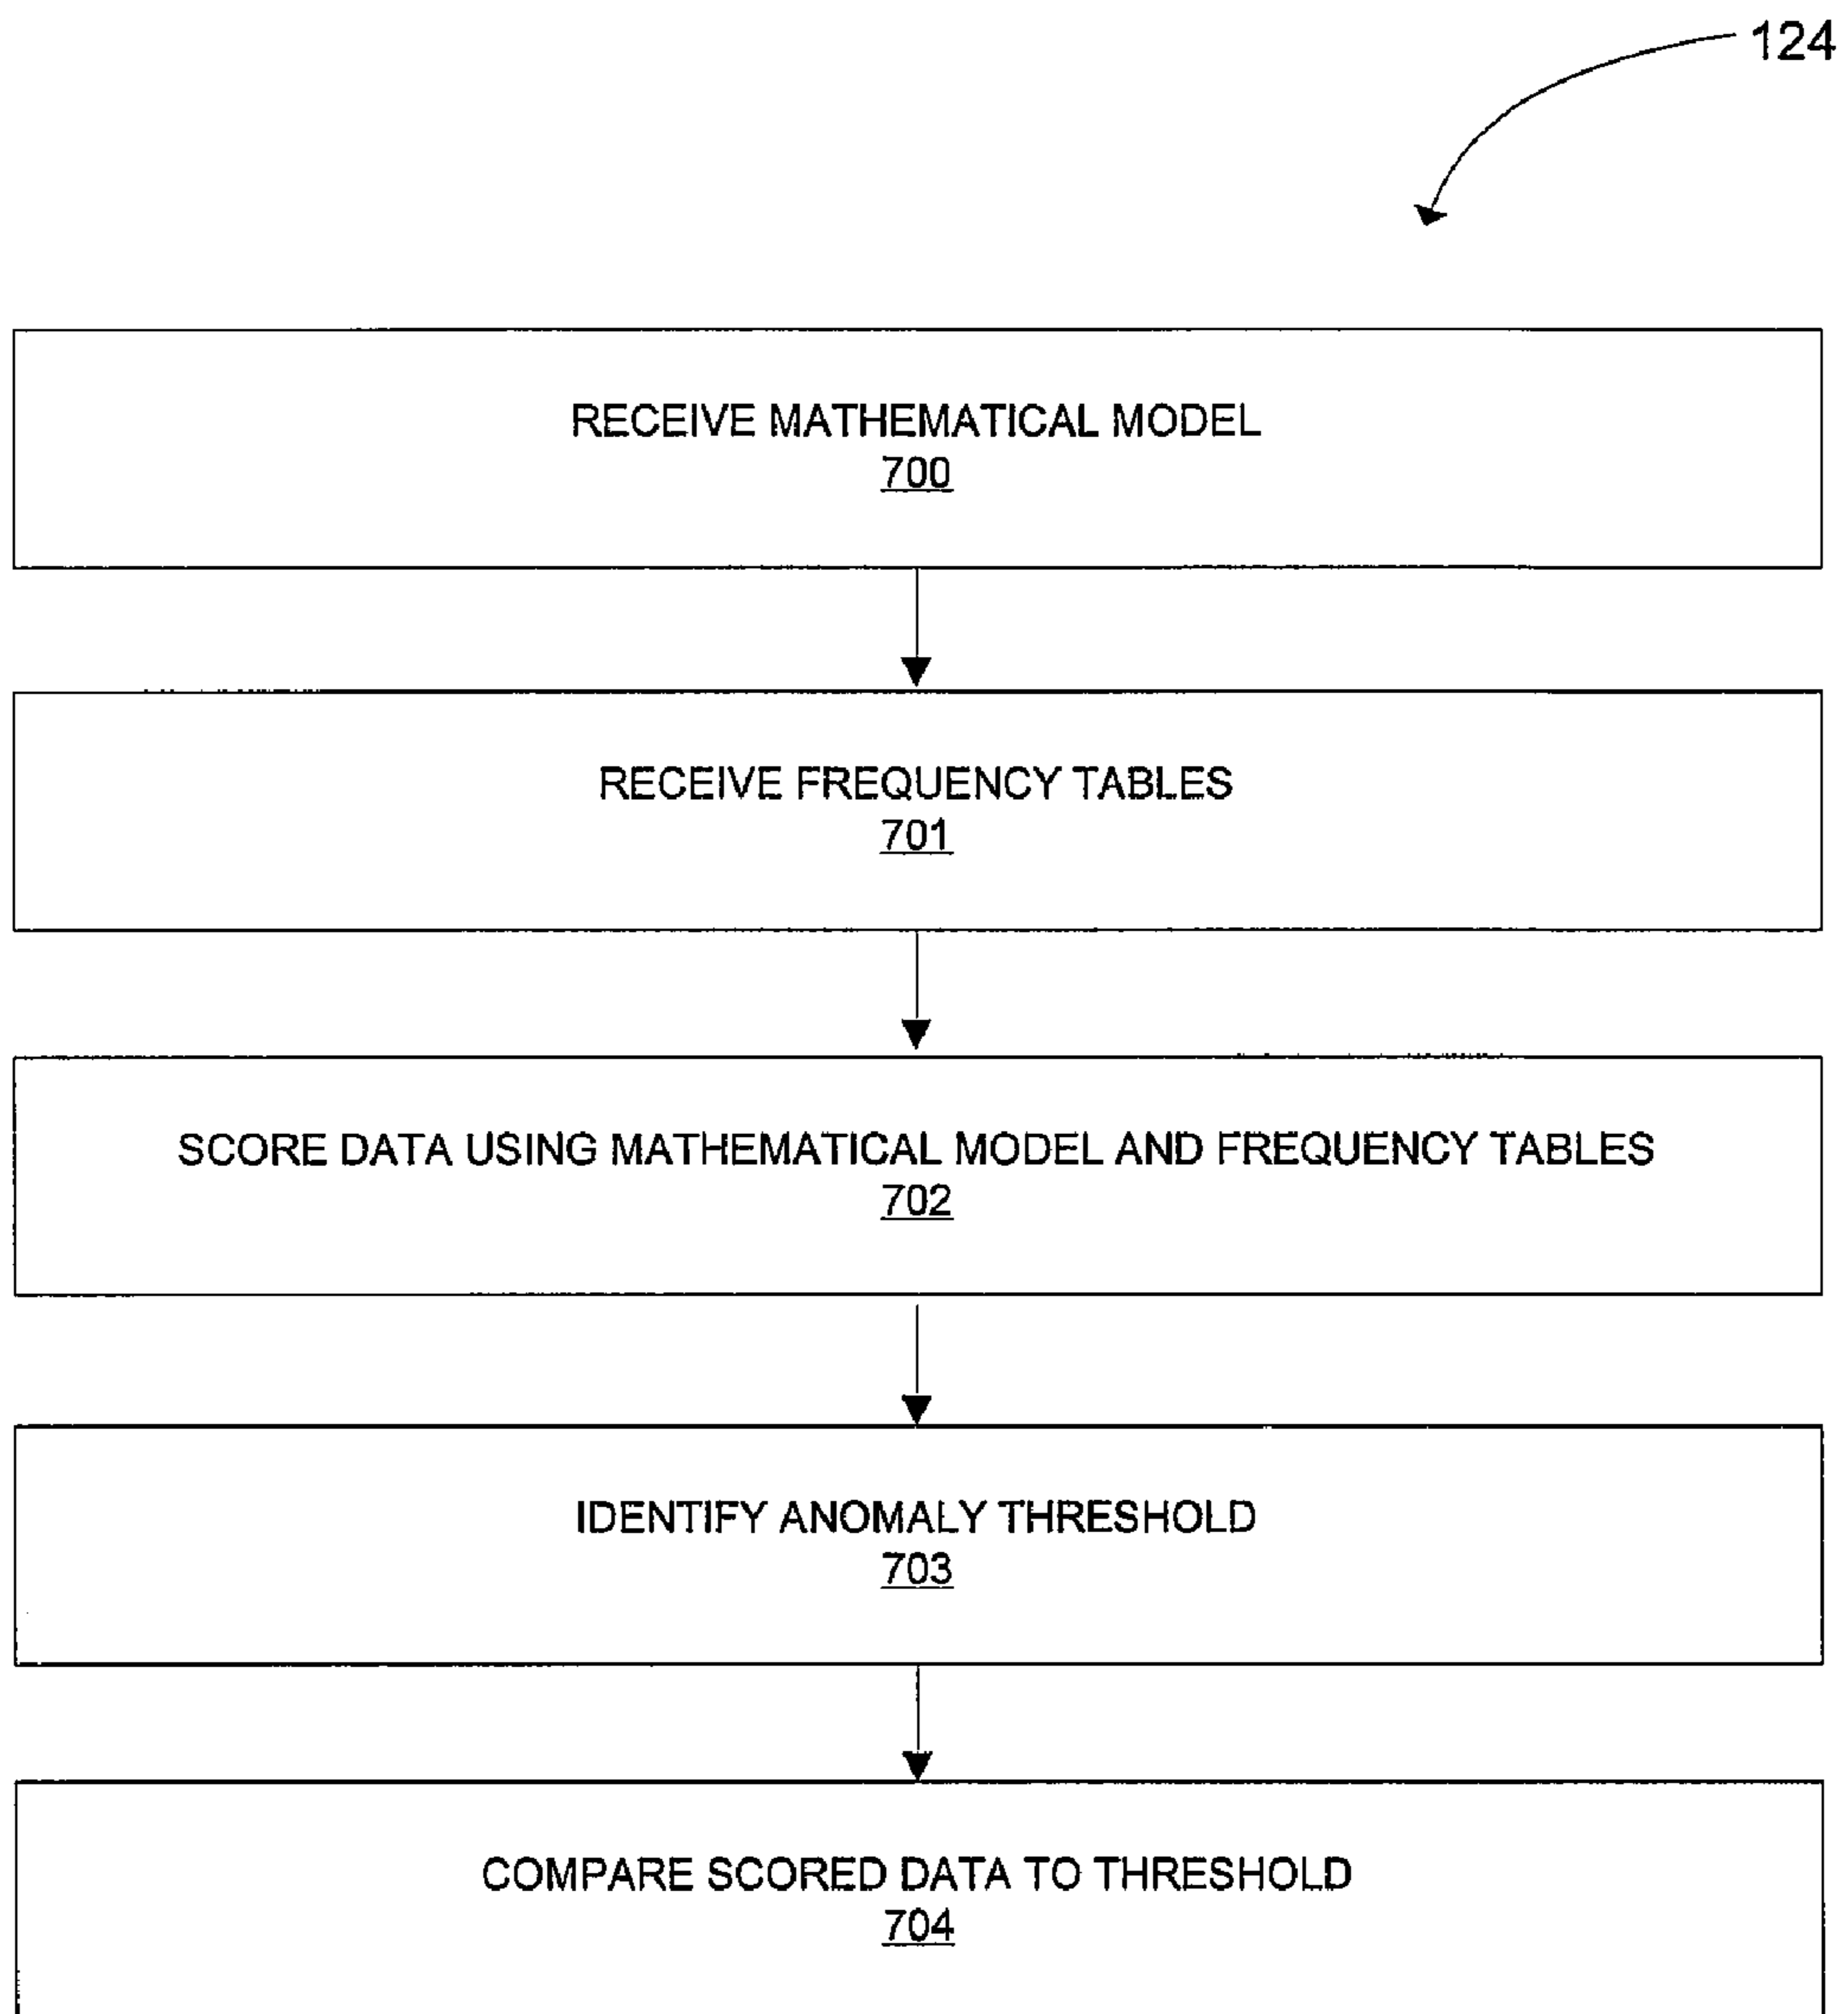 124
RECEIVE MATHEMATICAL MODEL
700
RECEIVE FREQUENCY TABLES
701
SCORE DATA USING MATHEMATICAL MODEL AND FREQUENCY TABLES
702
IDENTIFY ANOMALY THRESHOLD
703
COMPARE SCORED DATA TO THRESHOLD
704